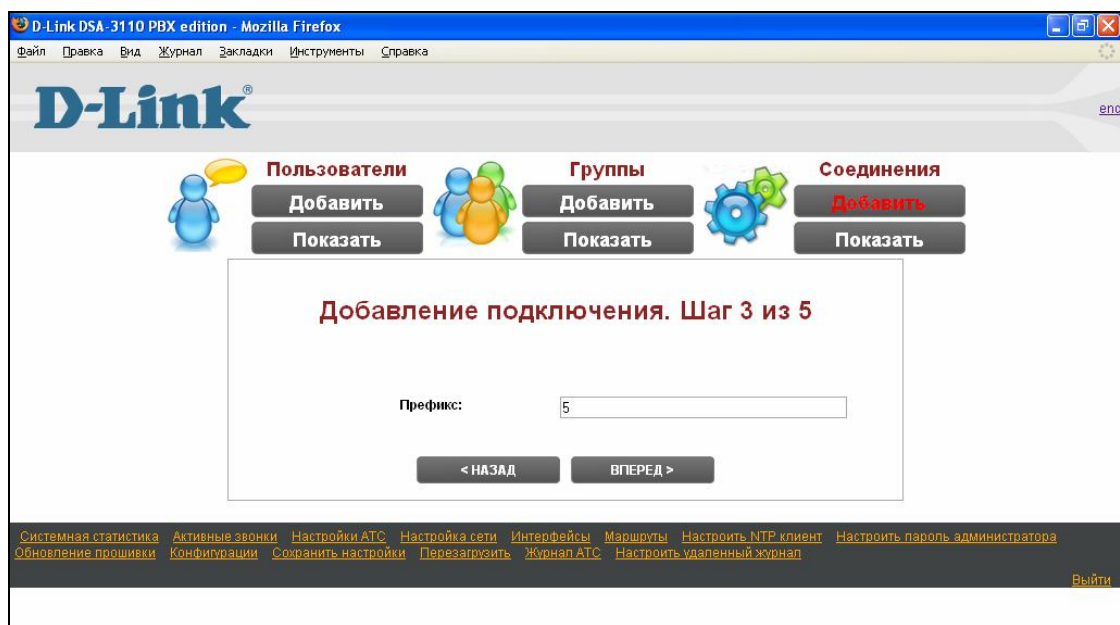 D-Link DSA-3110 PBX edition - Mozilla Firefox
Файл Правка Вид Журнал Закладки Инструменты Справка
D-Link®
eng
Пользователи Группы Соединения
Добавить Добавить Добавить
Показать Показать Показать
Добавление подключения. Шаг 3 из 5
Префикс: 5
< НАЗАД ВПЕРЕД >
Системная статистика Активные звонки Настройки АТС Настройка сети Интерфейсы Маршруты Настроить NTP клиент Настроить пароль администратора
Обновление прошивки Конфигурации Сохранить настройки Перезагрузить Журнал АТС Настроить удаленный журнал
Выйти